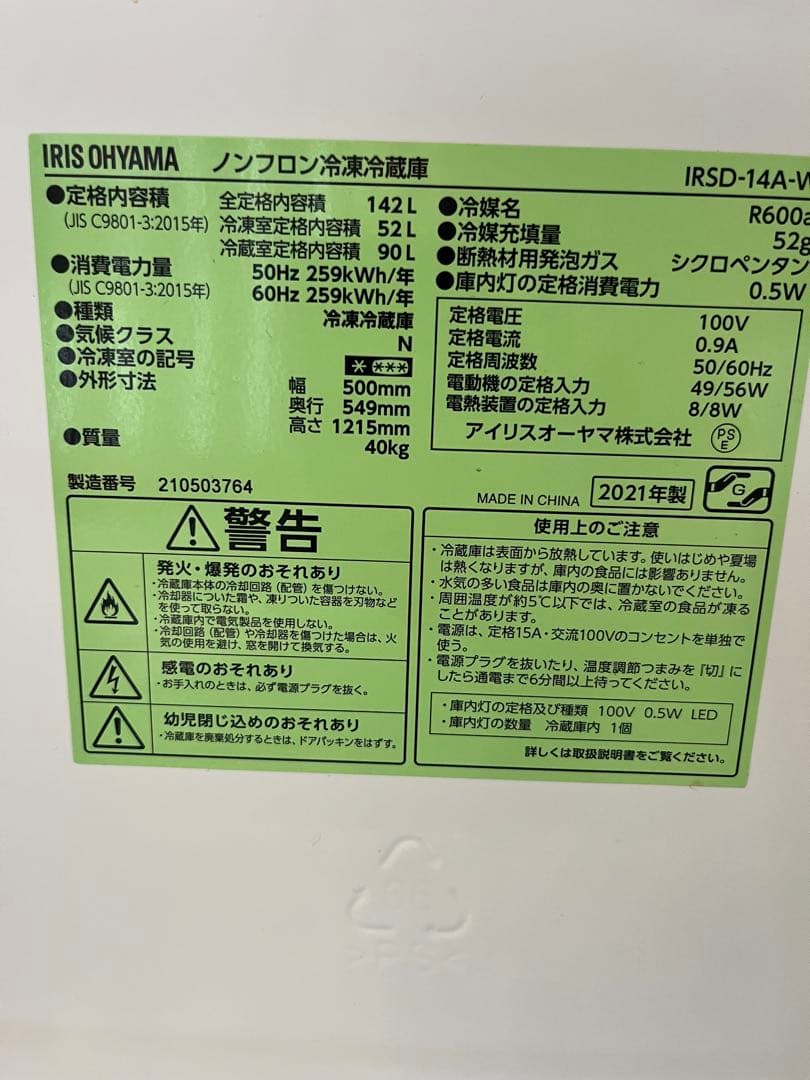 IRIS OHYAMA ノンフロン冷凍冷蔵庫 IRSD-14A-W
●定格内容積
(JIS C9801-3:2015年)
全定格内容積 142L
冷凍室定格内容積 52L
冷蔵室定格内容積 90L
●消費電力量
(JIS C9801-3:2015年)
50Hz 259kWh/年
60Hz 259kWh/年
●種類 冷凍冷蔵庫
●気候クラス N
●冷凍室の記号 * ***
●外形寸法 幅 500mm
奥行 549mm
高さ 1215mm
●質量 40kg
●冷媒名 R600a
●冷媒充填量 52g
●断熱材用発泡ガス シクロペンタン
●庫内灯の定格消費電力 0.5W
定格電圧 100V
定格電流 0.9A
定格周波数 50/60Hz
電動機の定格入力 49/56W
電熱装置の定格入力 8/8W
アイリスオーヤマ株式会社 PSE
製造番号 210503764
MADE IN CHINA 2021年製 G
警告
発火・爆発のおそれあり
・冷蔵庫本体の冷却回路（配管）を傷つけない。
・冷却器についた霜や、凍りついた容器を刃物など
を使って取らない。
・冷蔵庫内で電気製品を使用しない。
・冷却回路（配管）や冷却器を傷つけた場合は、火
気の使用を避け、窓を開けて換気する。
感電のおそれあり
・お手入れのときは、必ず電源プラグを抜く。
幼児閉じ込めのおそれあり
・冷蔵庫を廃棄処分するときは、ドアパッキンをはずす。
使用上のご注意
・冷蔵庫は表面から放熱しています。使いはじめや夏場
は熱くなりますが、庫内の食品には影響ありません。
・水気の多い食品は庫内の奥に置かないでください。
・周囲温度が約5℃以下では、冷蔵室の食品が凍る
ことがあります。
・電源は、定格15A・交流100Vのコンセントを単独で
使う。
・電源プラグを抜いたり、温度調節つまみを『切』に
したら通電まで6分間以上待ってください。
・庫内灯の定格及び種類 100V 0.5W LED
・庫内灯の数量 冷蔵庫内 1個
詳しくは取扱説明書をご覧ください。